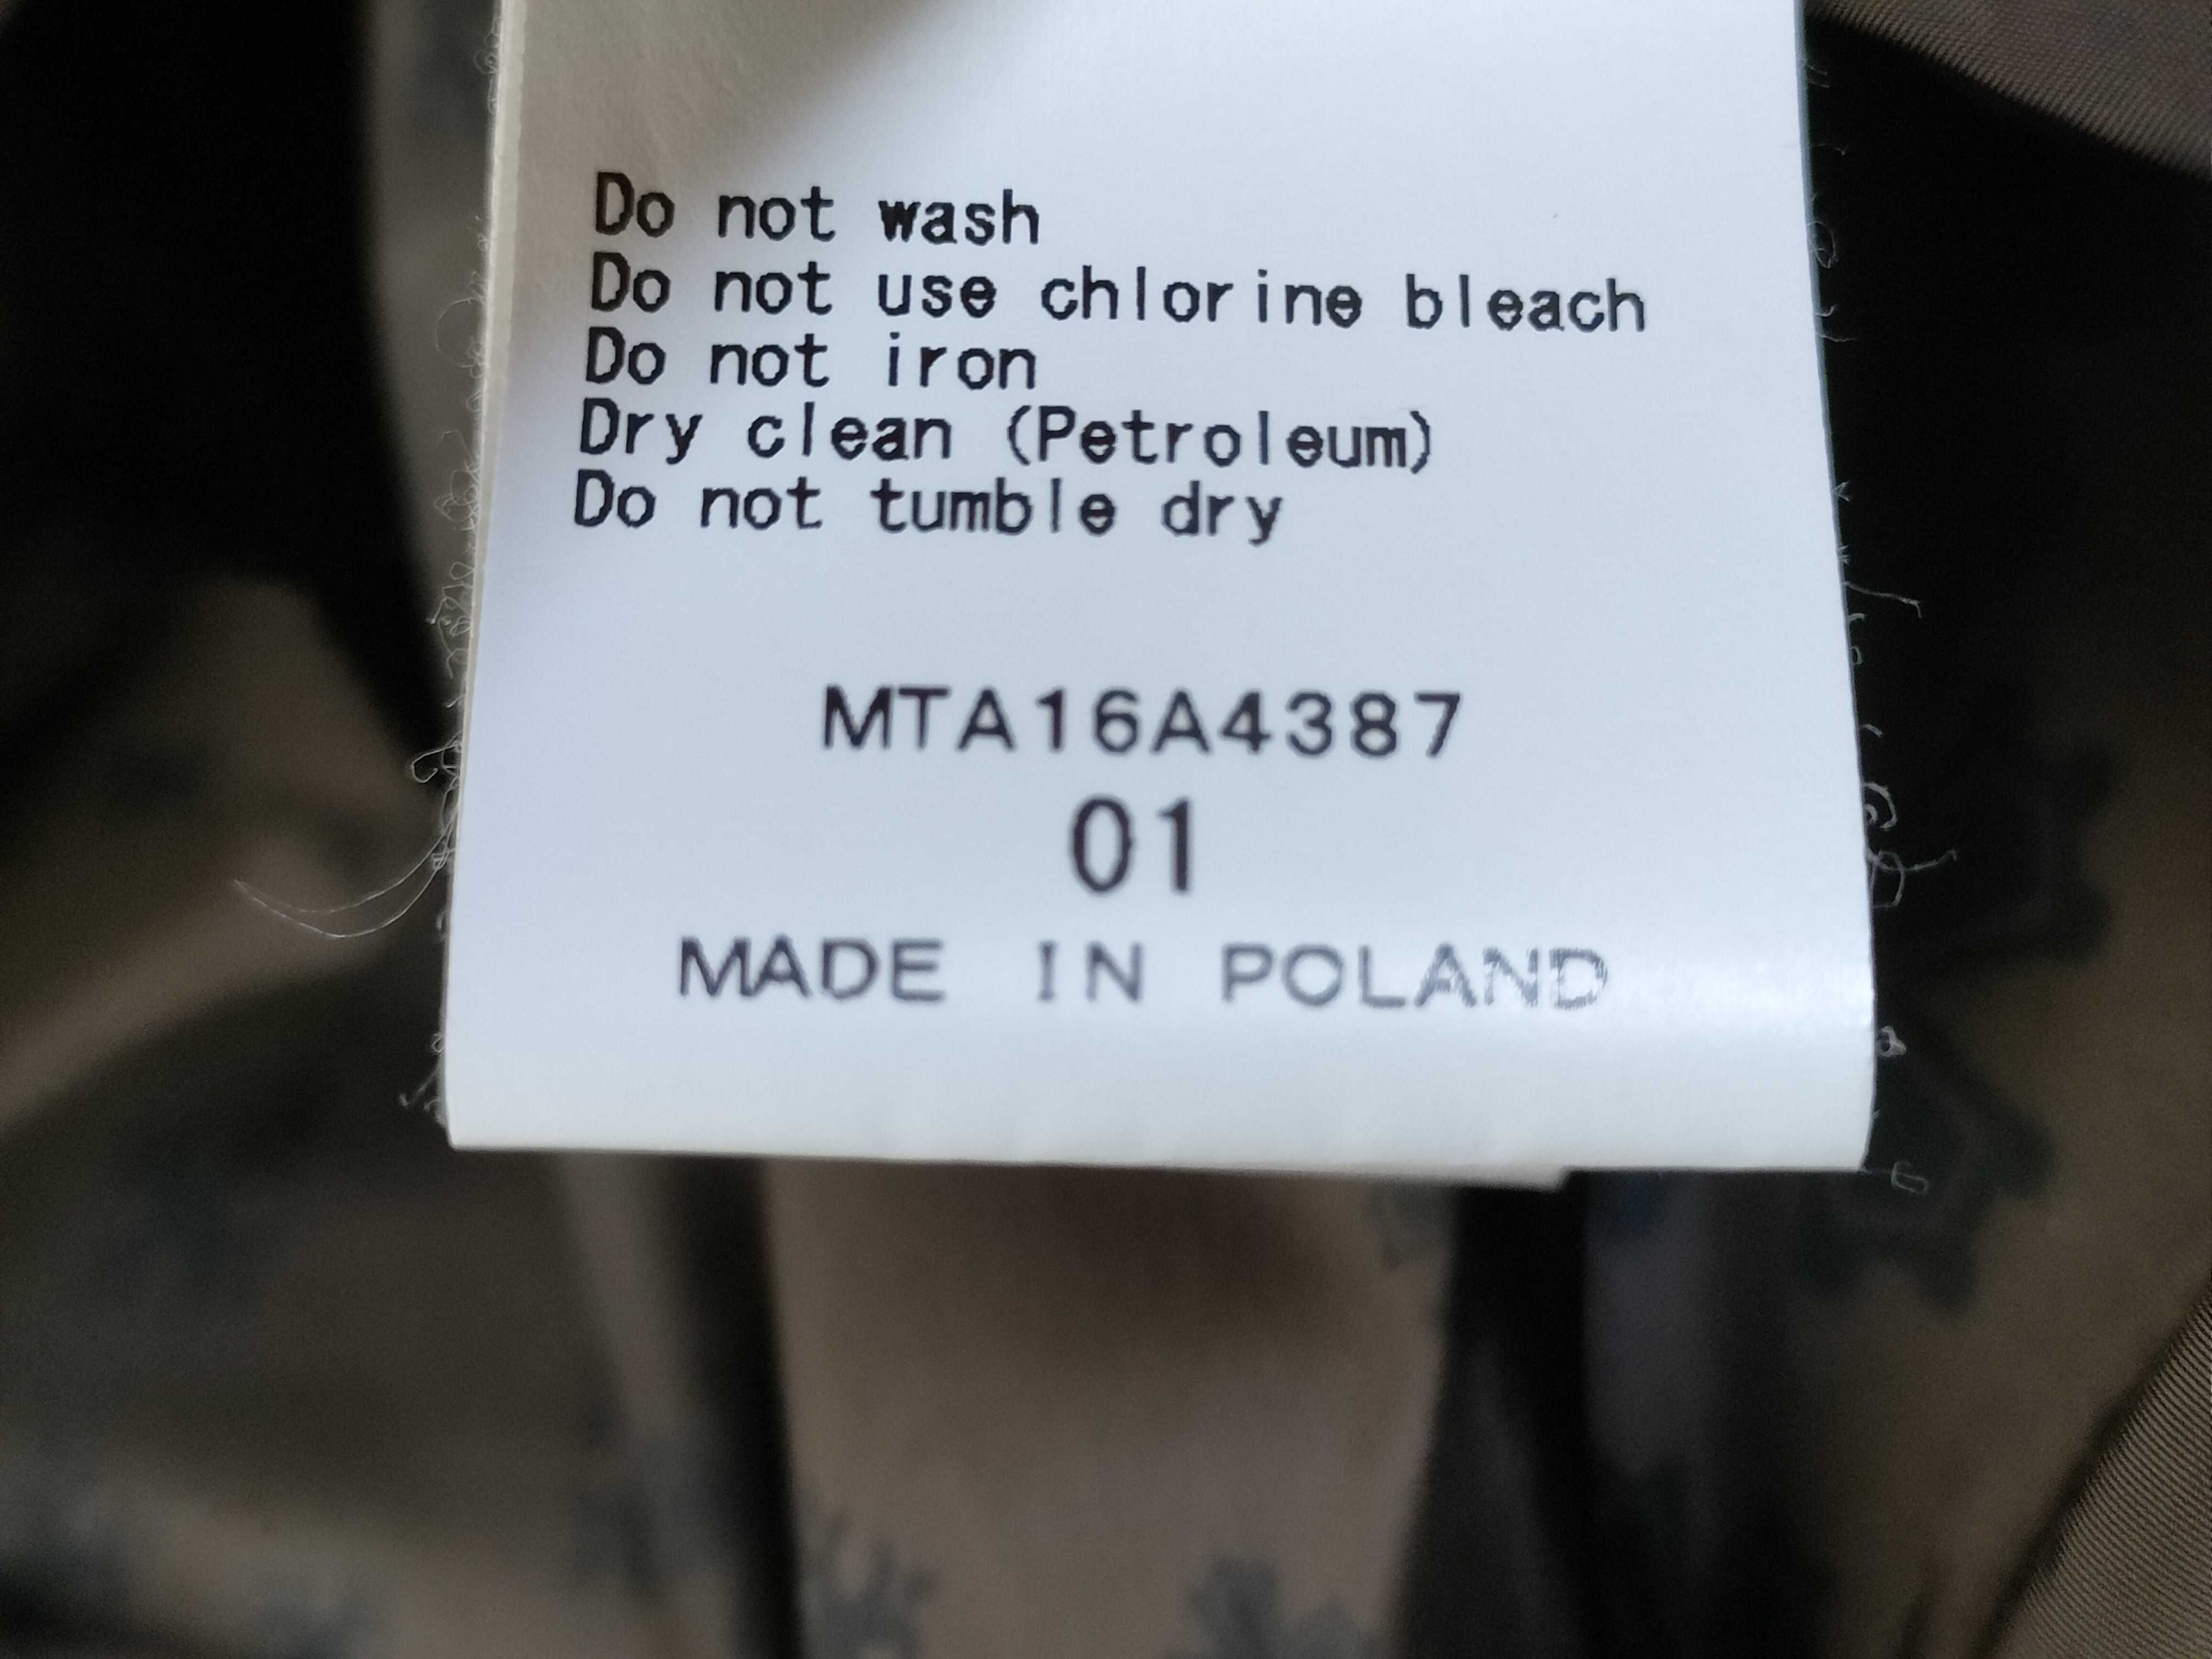 Do not wash
Do not use chlorine bleach
Do not iron
Dry clean (Petroleum)
Do not tumble dry
MTA16A4387
01
MADE IN POLAND